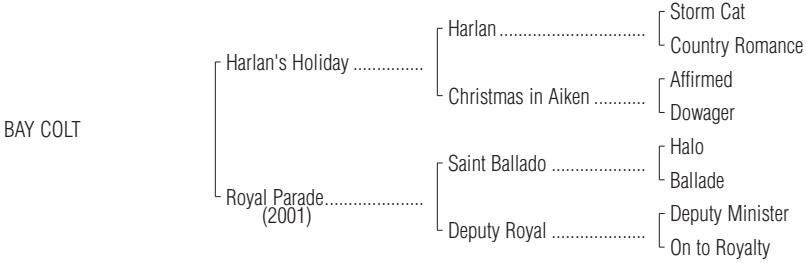 Storm Cat
Harlan..............................
Country Romance
Harlan's Holiday ...............
Affirmed
Christmas in Aiken ...........
Dowager
BAY COLT
Halo
Saint Ballado ....................
Ballade
Royal Parade.....................
(2001)
Deputy Minister
Deputy Royal ....................
On to Royalty